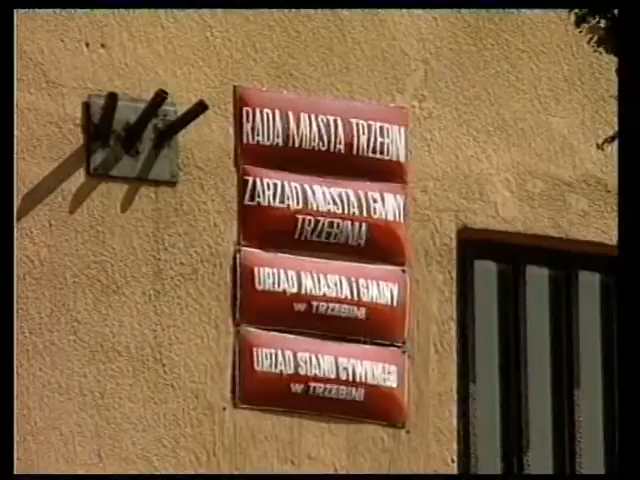 RADA MIASTA TRZEBINI
ZARZĄD MIASTA I GMINY
TRZEBINIA
URZĄD MIASTA i GMINY
w TRZEBINI
URZĄD STANU CYWILNEGO
w TRZEBINI